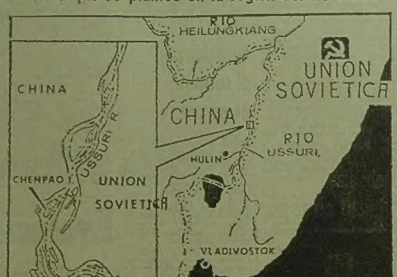 RIO
HEILUNGKIANG
UNION
SOVIETICA
CHINA
CHINA
USSURI R.
RIO
USSURI,
HULIN
CHENPAO I.
UNION
SOVIETICA
VLADIVOSTOK